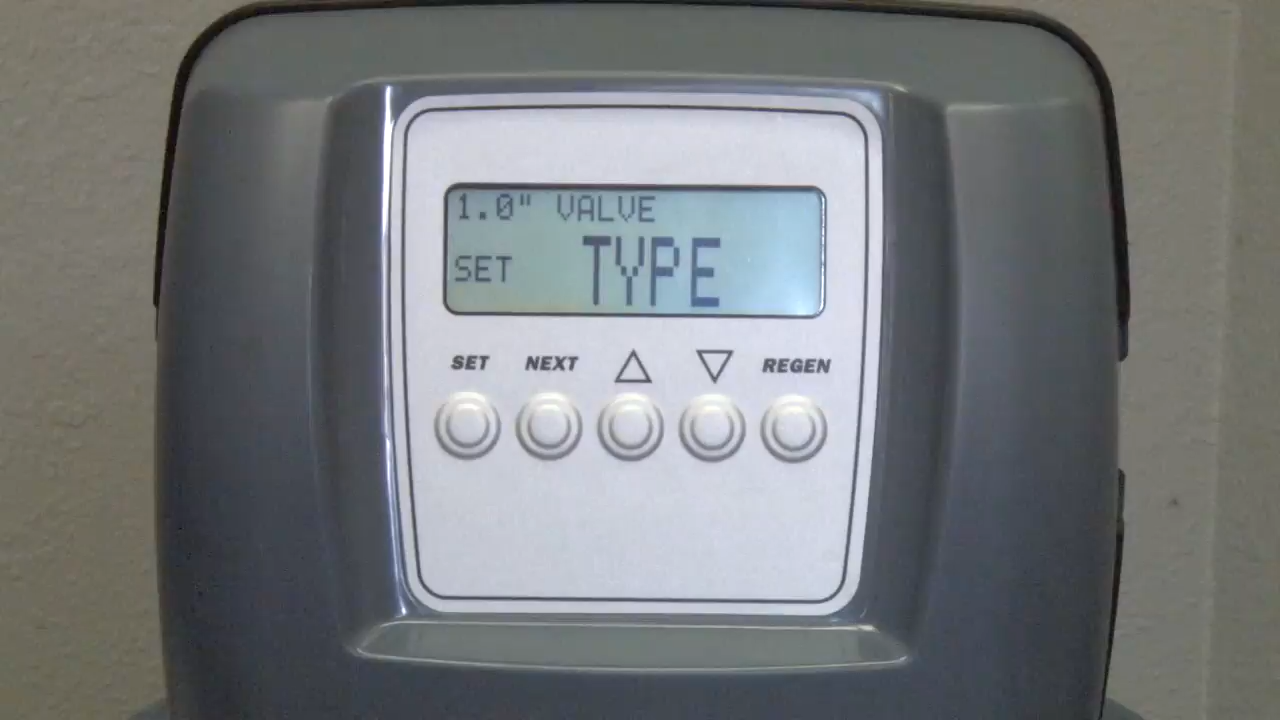 1.0" VALVE
SET TYPE
SET NEXT △ ▽ REGEN